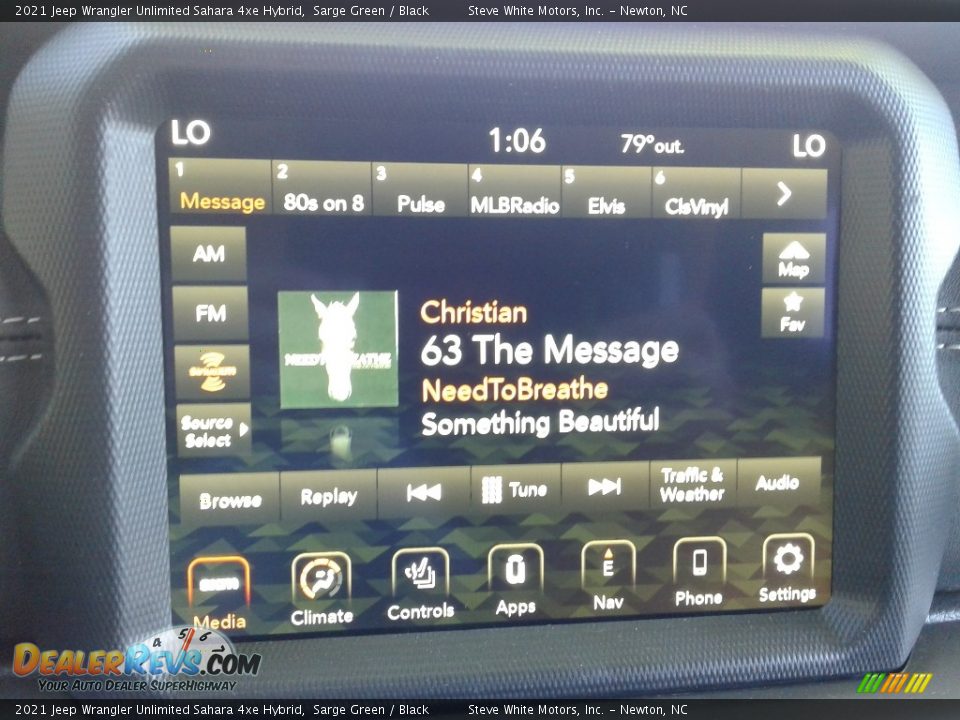 2021 Jeep Wrangler Unlimited Sahara 4xe Hybrid, Sarge Green / Black Steve White Motors, Inc. - Newton, NC
LO 1:06 79°out. LO
1 Message 2 80s on 8 3 Pulse 4 MLBRadio 5 Elvis 6 ClsVinyl
AM
Map
FM
Fav
Christian
63 The Message
NEEDTOBREATHE
NeedToBreathe
Something Beautiful
Source
Select
Browse Replay Tune Traffic & Weather Audio
Media Climate Controls Apps Nav Phone Settings
E
4 5 6
DEALERREVS.COM
YOUR AUTO DEALER SUPERHIGHWAY
2021 Jeep Wrangler Unlimited Sahara 4xe Hybrid, Sarge Green / Black Steve White Motors, Inc. - Newton, NC